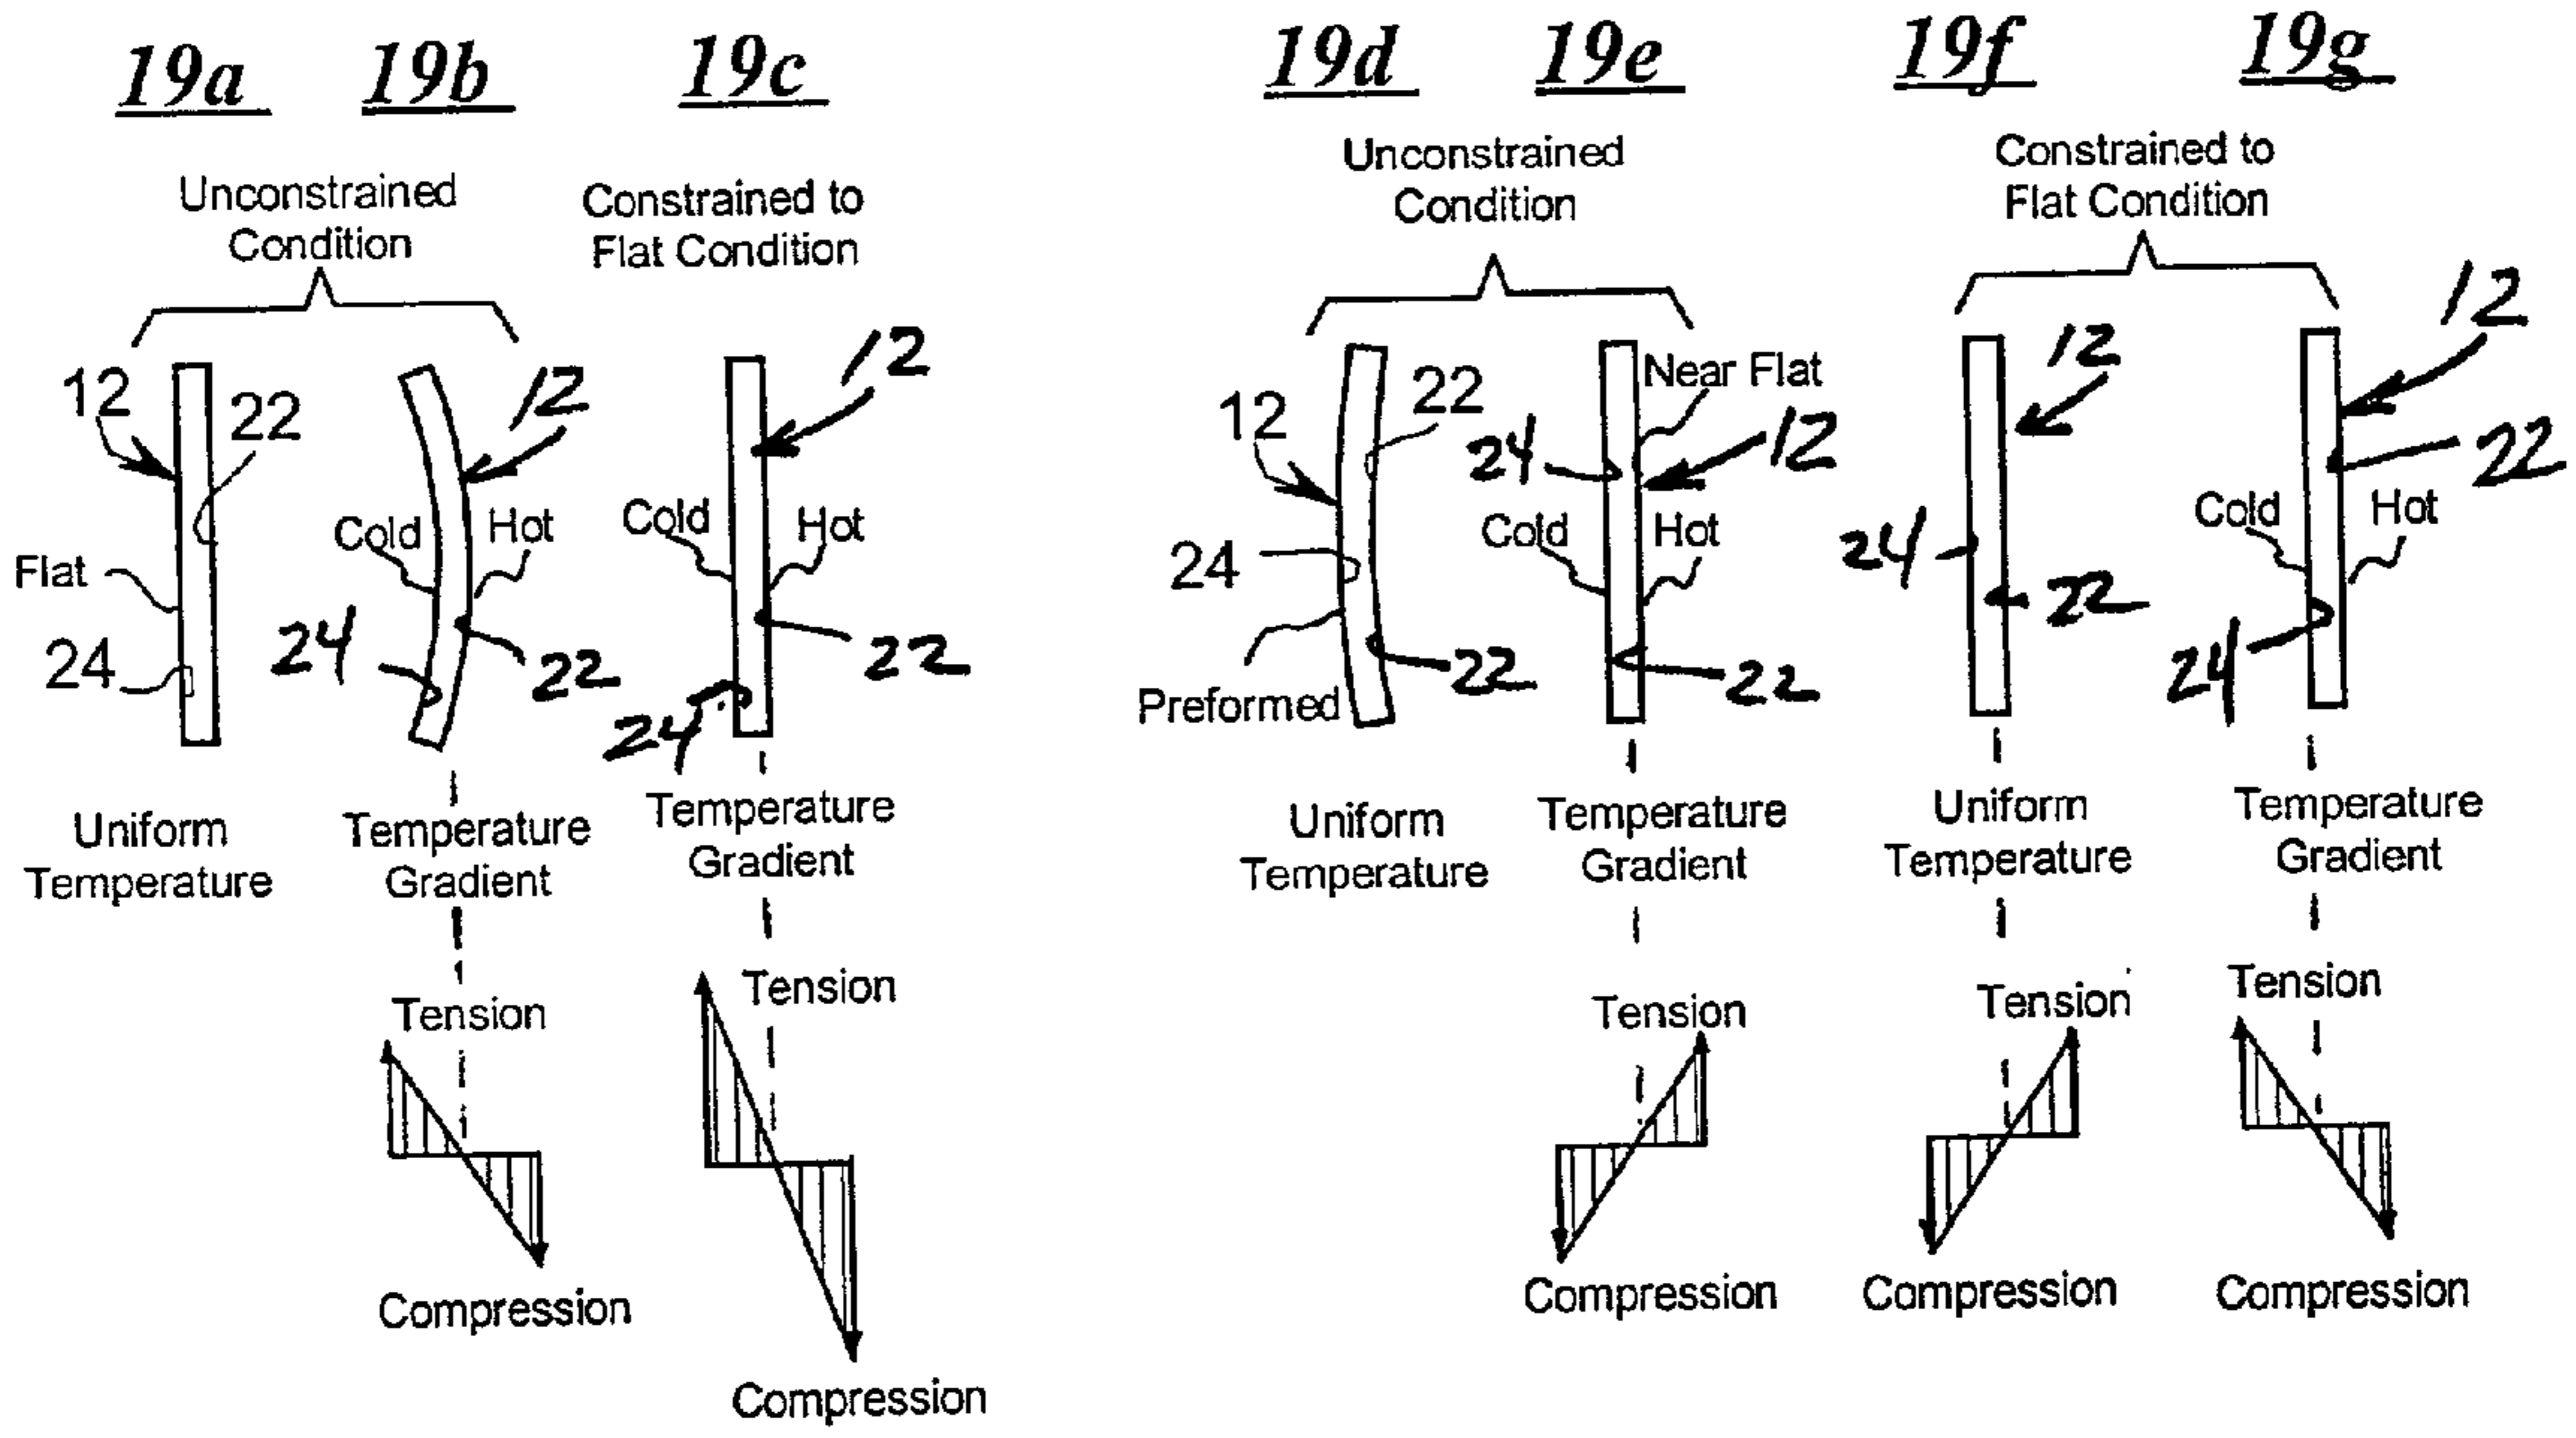 19a
19b
19c
19d
19e
19f
19g
Unconstrained
Condition
Constrained to
Flat Condition
Unconstrained
Condition
Constrained to
Flat Condition
12
22
12
12
Cold
Hot
Cold
Hot
Flat
24
24
22
24
22
12
22
Near Flat
24
12
12
12
22
24
Cold
Hot
24
22
Cold
Hot
Preformed
22
22
24
Uniform
Temperature
Temperature
Gradient
Temperature
Gradient
Uniform
Temperature
Temperature
Gradient
Uniform
Temperature
Temperature
Gradient
Tension
Compression
Tension
Compression
Tension
Compression
Tension
Compression
Tension
Compression